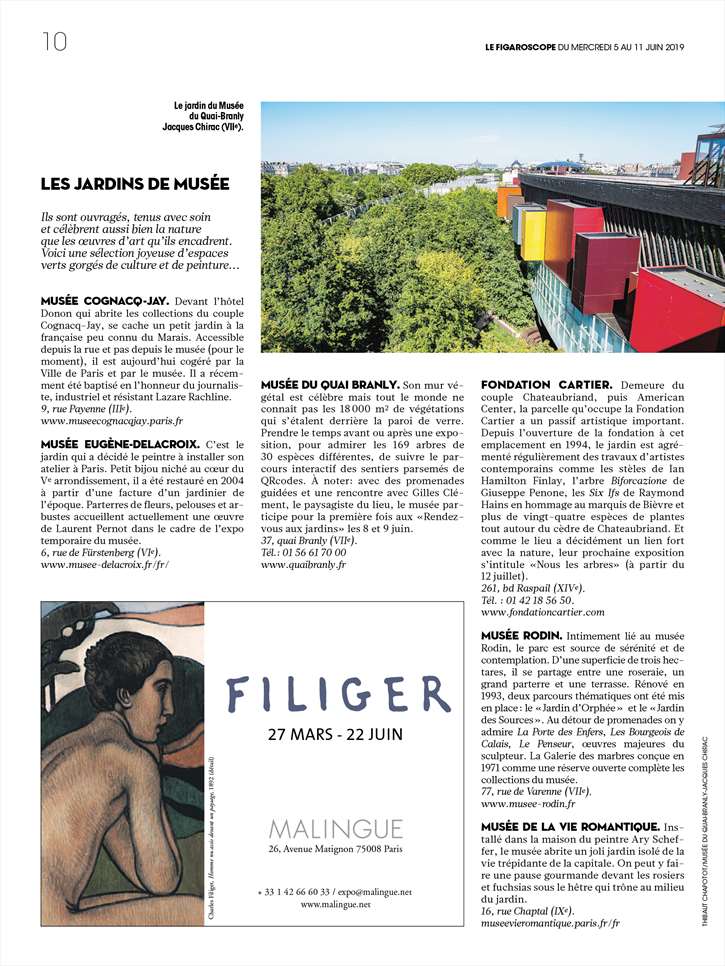 10
LE FIGAROSCOPE DU MERCREDI 5 AU 11 JUIN 2019
Le jardin du Musée
du Quai-Branly
Jacques Chirac (VIIe).
LES JARDINS DE MUSÉE
Ils sont ouvragés, tenus avec soin
et célèbrent aussi bien la nature
que les œuvres d’art qu’ils encadrent.
Voici une sélection joyeuse d’espaces
verts gorgés de culture et de peinture…
MUSÉE COGNACQ-JAY. Devant l’hôtel
Donon qui abrite les collections du couple
Cognacq-Jay, se cache un petit jardin à la
française peu connu du Marais. Accessible
depuis la rue et pas depuis le musée (pour le
moment), il est aujourd’hui cogéré par la
Ville de Paris et par le musée. Il a récem-
ment été baptisé en l’honneur du journalis-
te, industriel et résistant Lazare Rachline.
9, rue Payenne (IIIe).
www.museecognacqjay.paris.fr
MUSÉE EUGÈNE-DELACROIX. C’est le
jardin qui a décidé le peintre à installer son
atelier à Paris. Petit bijou niché au cœur du
Ve arrondissement, il a été restauré en 2004
à partir d’une facture d’un jardinier de
l’époque. Parterres de fleurs, pelouses et ar-
bustes accueillent actuellement une œuvre
de Laurent Pernot dans le cadre de l’expo
temporaire du musée.
6, rue de Fürstenberg (VIe).
www.musee-delacroix.fr/fr/
MUSÉE DU QUAI BRANLY. Son mur vé-
gétal est célèbre mais tout le monde ne
connaît pas les 18 000 m² de végétations
qui s’étalent derrière la paroi de verre.
Prendre le temps avant ou après une expo-
sition, pour admirer les 169 arbres de
30 espèces différentes, de suivre le par-
cours interactif des sentiers parsemés de
QRcodes. À noter: avec des promenades
guidées et une rencontre avec Gilles Clé-
ment, le paysagiste du lieu, le musée par-
ticipe pour la première fois aux «Rendez-
vous aux jardins» les 8 et 9 juin.
37, quai Branly (VIIe).
Tél.: 01 56 61 70 00
www.quaibranly.fr
FONDATION CARTIER. Demeure du
couple Chateaubriand, puis American
Center, la parcelle qu’occupe la Fondation
Cartier a un passif artistique important.
Depuis l’ouverture de la fondation à cet
emplacement en 1994, le jardin est agré-
menté régulièrement des travaux d’artistes
contemporains comme les stèles de Ian
Hamilton Finlay, l’arbre Biforcazione de
Giuseppe Penone, les Six Ifs de Raymond
Hains en hommage au marquis de Bièvre et
plus de vingt-quatre espèces de plantes
tout autour du cèdre de Chateaubriand. Et
comme le lieu a décidément un lien fort
avec la nature, leur prochaine exposition
s’intitule «Nous les arbres» (à partir du
12 juillet).
261, bd Raspail (XIVe).
Tél. : 01 42 18 56 50.
www.fondationcartier.com
MUSÉE RODIN. Intimement lié au musée
Rodin, le parc est source de sérénité et de
contemplation. D’une superficie de trois hec-
tares, il se partage entre une roseraie, un
grand parterre et une terrasse. Rénové en
1993, deux parcours thématiques ont été mis
en place : le «Jardin d’Orphée» et le «Jardin
des Sources». Au détour de promenades on y
admire La Porte des Enfers, Les Bourgeois de
Calais, Le Penseur, œuvres majeures du
sculpteur. La Galerie des marbres conçue en
1971 comme une réserve ouverte complète les
collections du musée.
77, rue de Varenne (VIIe).
www.musee-rodin.fr
MUSÉE DE LA VIE ROMANTIQUE. Ins-
tallé dans la maison du peintre Ary Schef-
fer, le musée abrite un joli jardin isolé de la
vie trépidante de la capitale. On peut y fai-
re une pause gourmande devant les rosiers
et fuchsias sous le hêtre qui trône au milieu
du jardin.
16, rue Chaptal (IXe).
museevieromantique.paris.fr/fr
THIBAUT CHAPOTOT/MUSÉE DU QUAI-BRANLY-JACQUES CHIRAC
Charles Filiger, Homme nu assis devant un paysage, 1892 (détail)
FILIGER
27 MARS - 22 JUIN
MALINGUE
26, Avenue Matignon 75008 Paris
+ 33 1 42 66 60 33 / expo@malingue.net
www.malingue.net